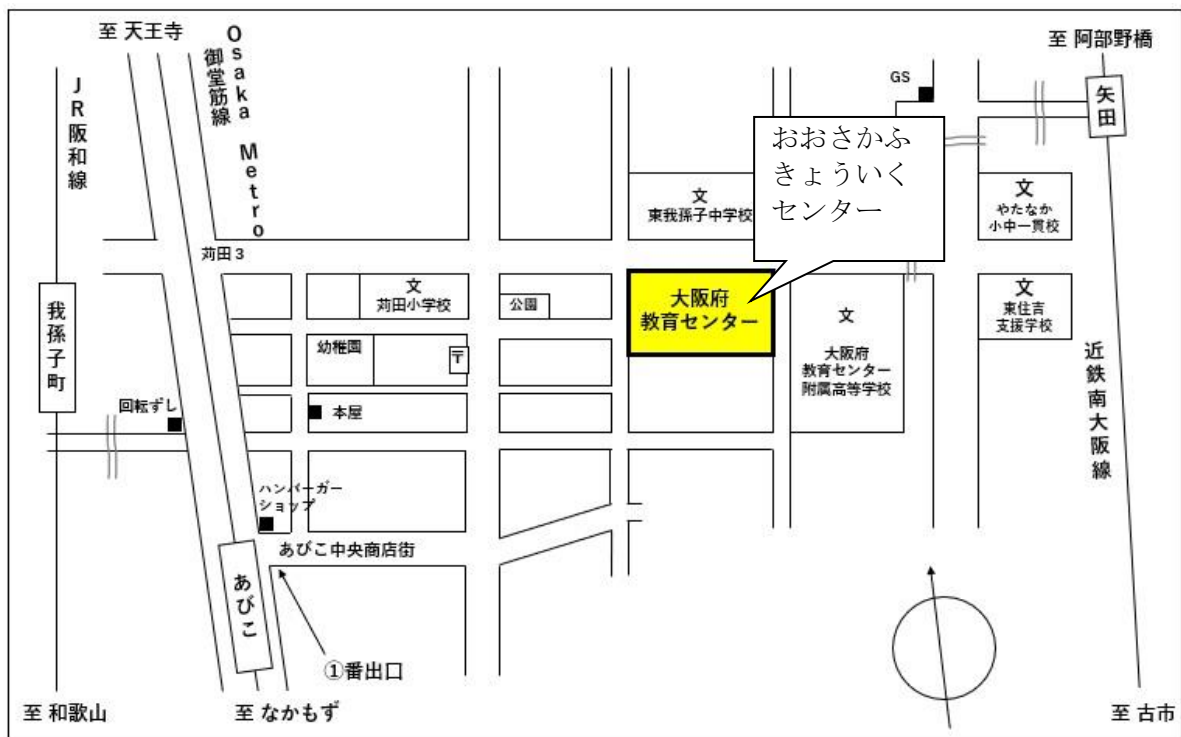 至 天王寺
Osaka Metro
御堂筋線
至 阿部野橋
JR阪和線
GS
矢田
おおさかふ
きょういく
センター
文
東我孫子中学校
文
やたなか
小中一貫校
苅田3
我孫子町
文
苅田小学校
公園
大阪府
教育センター
文
大阪府
教育センター
附属高等学校
文
東住吉
支援学校
幼稚園
〒
近鉄南大阪線
回転ずし
本屋
ハンバーガー
ショップ
あびこ中央商店街
あびこ
①番出口
至 和歌山
至 なかもず
至 古市